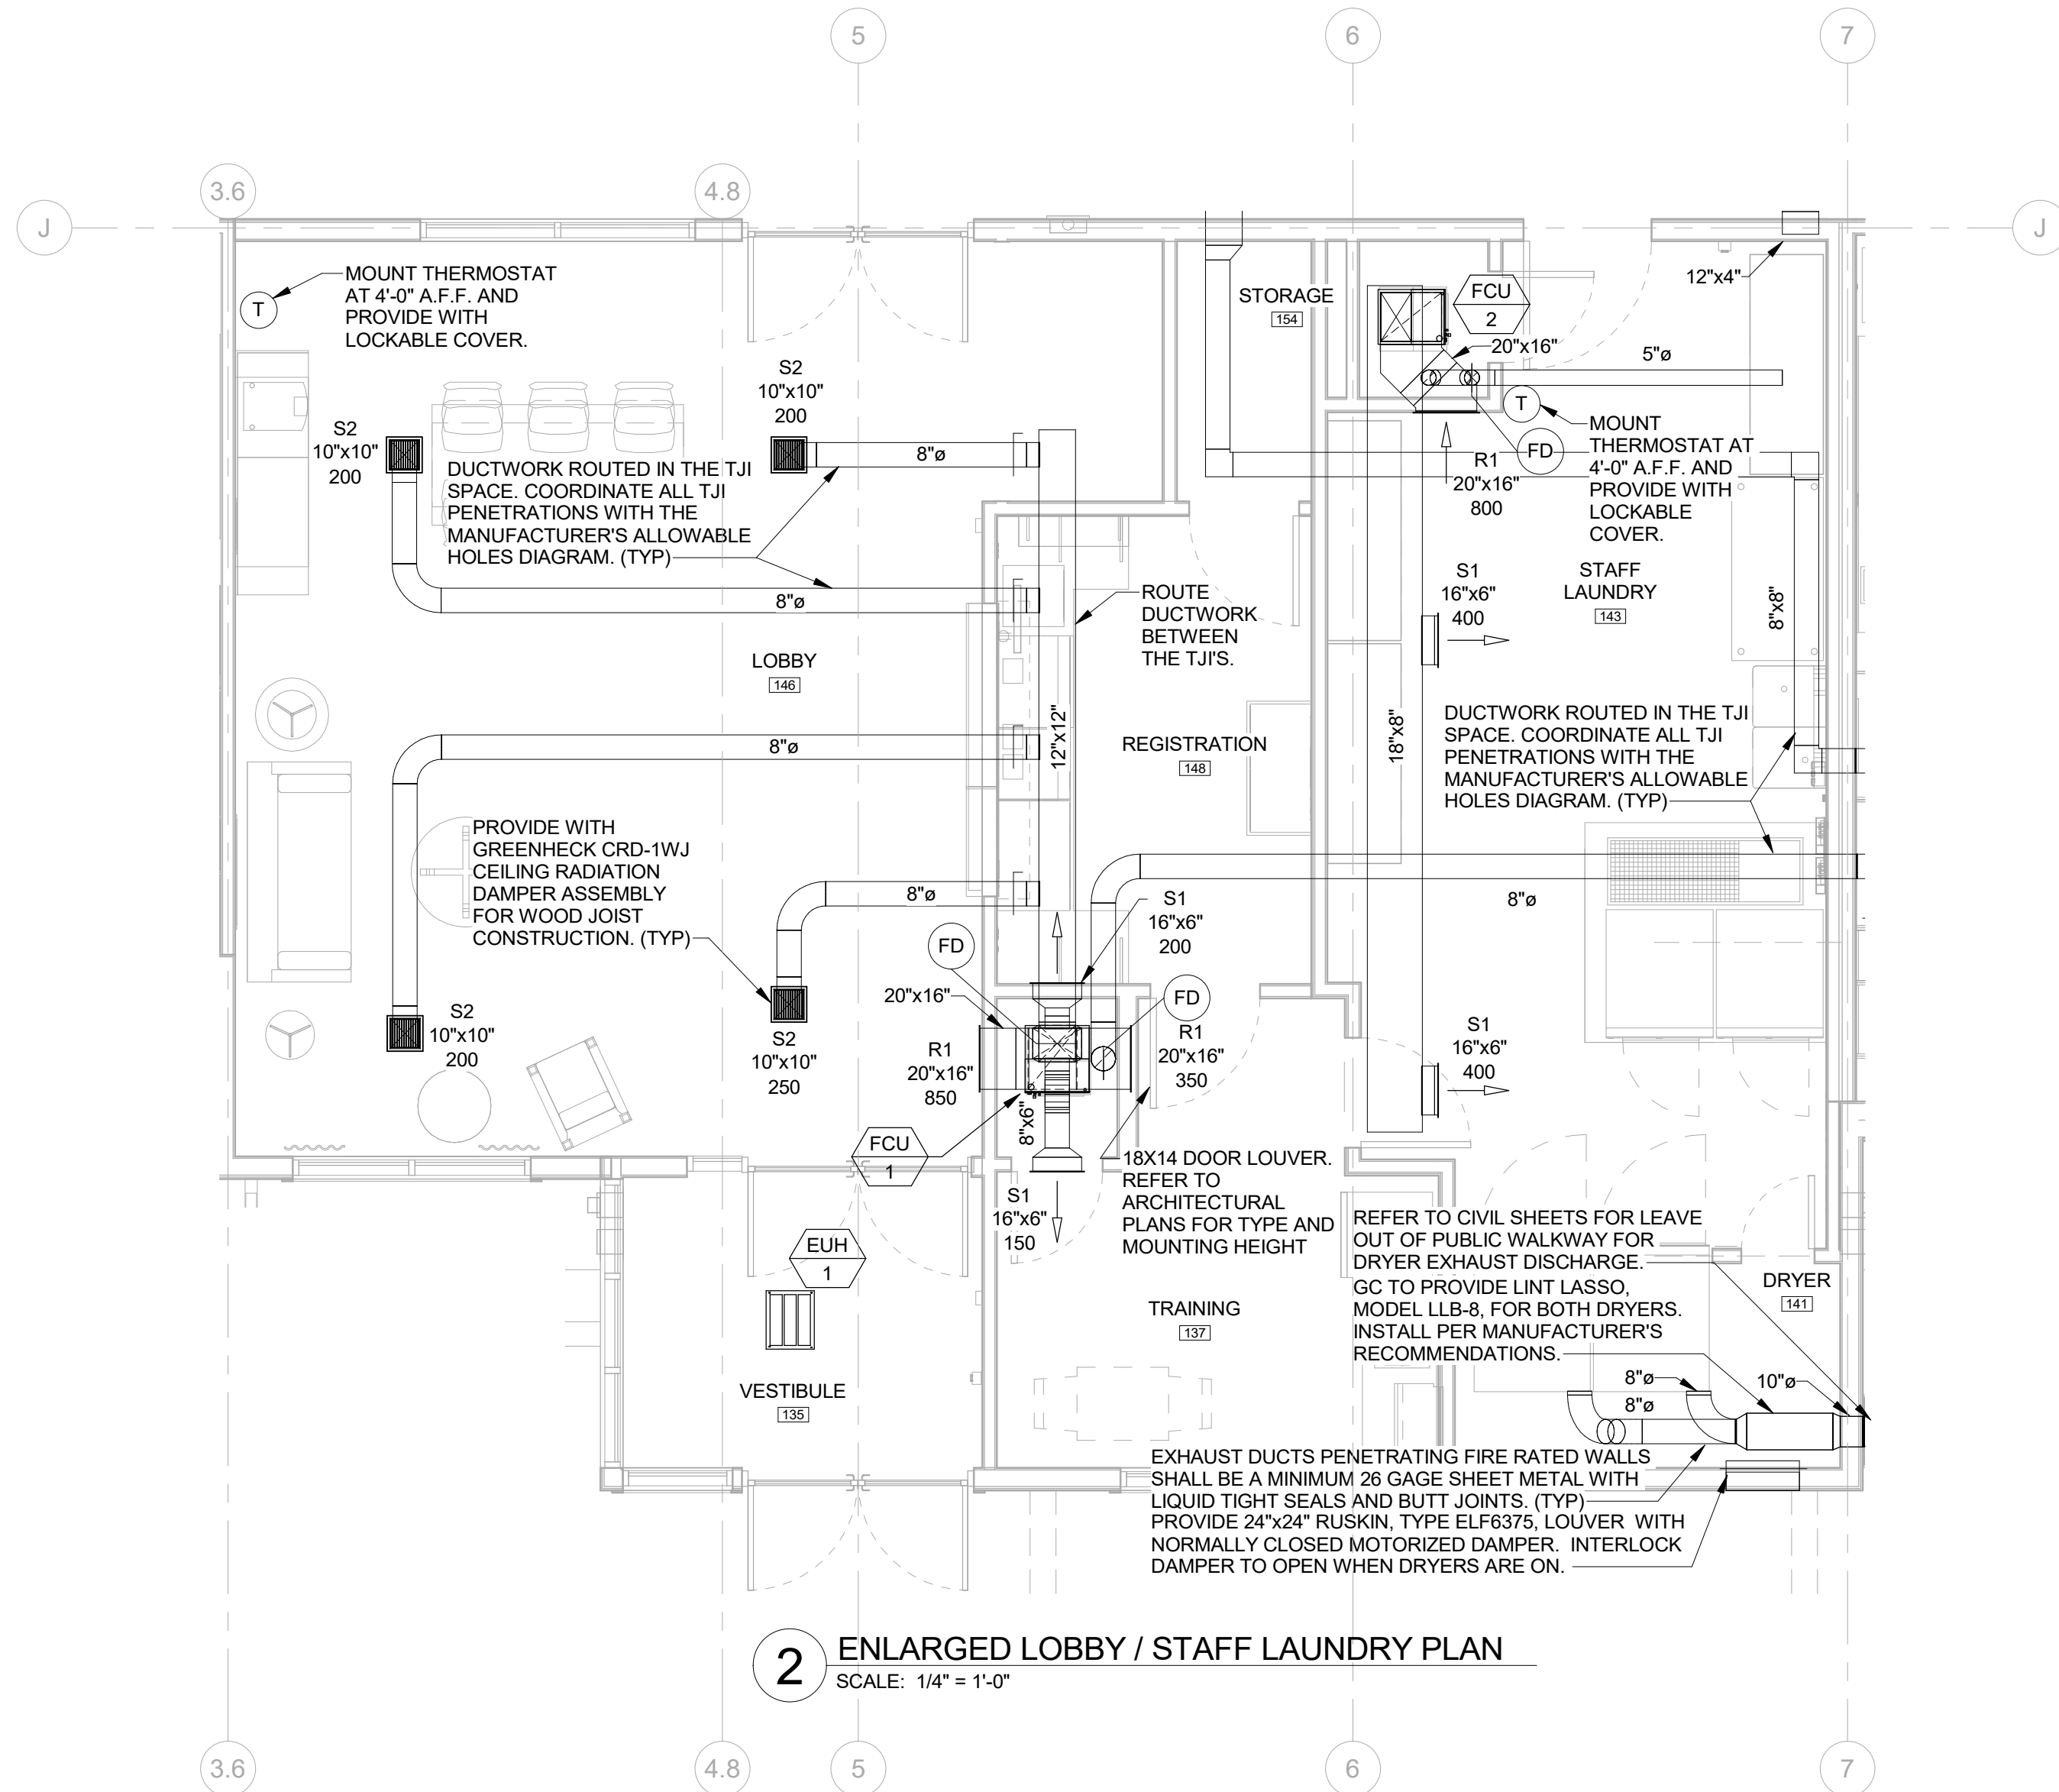 5
6
7
3.6
4.8
J
J
T
MOUNT THERMOSTAT
AT 4'-0" A.F.F. AND
PROVIDE WITH
LOCKABLE COVER.
12"x4"
STORAGE
154
FCU
2
20"x16"
5"ø
S2
10"x10"
200
S2
10"x10"
200
8"ø
DUCTWORK ROUTED IN THE TJI
SPACE. COORDINATE ALL TJI
PENETRATIONS WITH THE
MANUFACTURER'S ALLOWABLE
HOLES DIAGRAM. (TYP)
T
FD
MOUNT
THERMOSTAT AT
4'-0" A.F.F. AND
PROVIDE WITH
LOCKABLE
COVER.
R1
20"x16"
800
8"ø
ROUTE
DUCTWORK
BETWEEN
THE TJI'S.
S1
16"x6"
400
STAFF
LAUNDRY
143
8"x8"
LOBBY
146
12"x12"
REGISTRATION
148
18"x8"
8"ø
DUCTWORK ROUTED IN THE TJI
SPACE. COORDINATE ALL TJI
PENETRATIONS WITH THE
MANUFACTURER'S ALLOWABLE
HOLES DIAGRAM. (TYP)
PROVIDE WITH
GREENHECK CRD-1WJ
CEILING RADIATION
DAMPER ASSEMBLY
FOR WOOD JOIST
CONSTRUCTION. (TYP)
8"ø
8"ø
S1
16"x6"
200
FD
20"x16"
FD
S2
10"x10"
200
S2
10"x10"
250
R1
20"x16"
850
R1
20"x16"
350
S1
16"x6"
400
8"x6"
FCU
1
18X14 DOOR LOUVER.
REFER TO
ARCHITECTURAL
PLANS FOR TYPE AND
MOUNTING HEIGHT
S1
16"x6"
150
EUH
1
REFER TO CIVIL SHEETS FOR LEAVE
OUT OF PUBLIC WALKWAY FOR
DRYER EXHAUST DISCHARGE.
GC TO PROVIDE LINT LASSO,
MODEL LLB-8, FOR BOTH DRYERS.
INSTALL PER MANUFACTURER'S
RECOMMENDATIONS.
DRYER
141
TRAINING
137
VESTIBULE
135
8"ø
8"ø
10"ø
EXHAUST DUCTS PENETRATING FIRE RATED WALLS
SHALL BE A MINIMUM 26 GAGE SHEET METAL WITH
LIQUID TIGHT SEALS AND BUTT JOINTS. (TYP)
PROVIDE 24"x24" RUSKIN, TYPE ELF6375, LOUVER WITH
NORMALLY CLOSED MOTORIZED DAMPER. INTERLOCK
DAMPER TO OPEN WHEN DRYERS ARE ON.
2
ENLARGED LOBBY / STAFF LAUNDRY PLAN
SCALE: 1/4" = 1'-0"
3.6
4.8
5
6
7